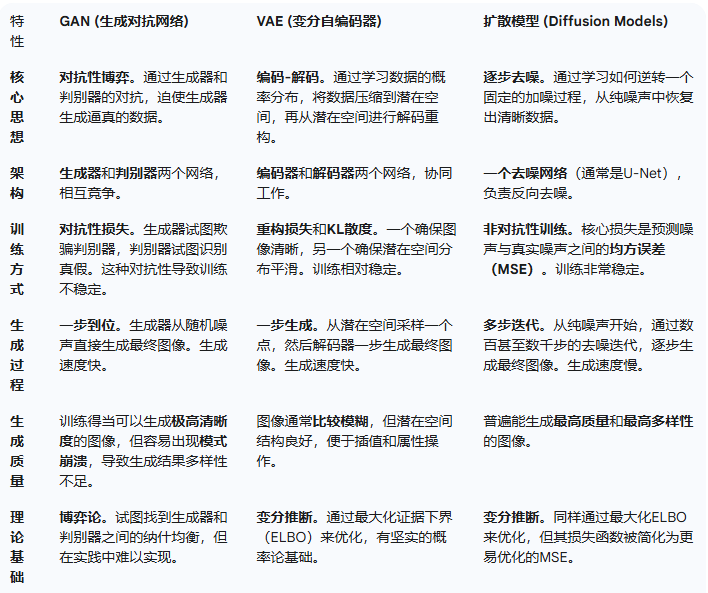 特性
GAN (生成对抗网络)
VAE (变分自编码器)
扩散模型 (Diffusion Models)
核心思想
对抗性博弈。通过生成器和
判别器的对抗，迫使生成器
生成逼真的数据。
编码-解码。通过学习数据的概
率分布，将数据压缩到潜在空
间，再从潜在空间进行解码重
构。
逐步去噪。通过学习如何逆转一个
固定的加噪过程，从纯噪声中恢复
出清晰数据。
架构
生成器和判别器两个网络，
相互竞争。
编码器和解码器两个网络，协同
工作。
一个去噪网络（通常是U-Net），
负责反向去噪。
训练方式
对抗性损失。生成器试图欺
骗判别器，判别器试图识别
真假。这种对抗性导致训练
不稳定。
重构损失和KL散度。一个确保图
像清晰，另一个确保潜在空间分
布平滑。训练相对稳定。
非对抗性训练。核心损失是预测噪
声与真实噪声之间的均方误差
（MSE）。训练非常稳定。
生成过程
一步到位。生成器从随机噪
声直接生成最终图像。生成
速度快。
一步生成。从潜在空间采样一个
点，然后解码器一步生成最终图
像。生成速度快。
多步迭代。从纯噪声开始，通过数
百甚至数千步的去噪迭代，逐步生
成最终图像。生成速度慢。
生成质量
训练得当可以生成极高清晰
度的图像，但容易出现模式
崩溃，导致生成结果多样性
不足。
图像通常比较模糊，但潜在空间
结构良好，便于插值和属性操
作。
普遍能生成最高质量和最高多样性
的图像。
理论基础
博弈论。试图找到生成器和
判别器之间的纳什均衡，但
在实践中难以实现。
变分推断。通过最大化证据下界
（ELBO）来优化，有坚实的概
率论基础。
变分推断。同样通过最大化ELBO
来优化，但其损失函数被简化为更
易优化的MSE。